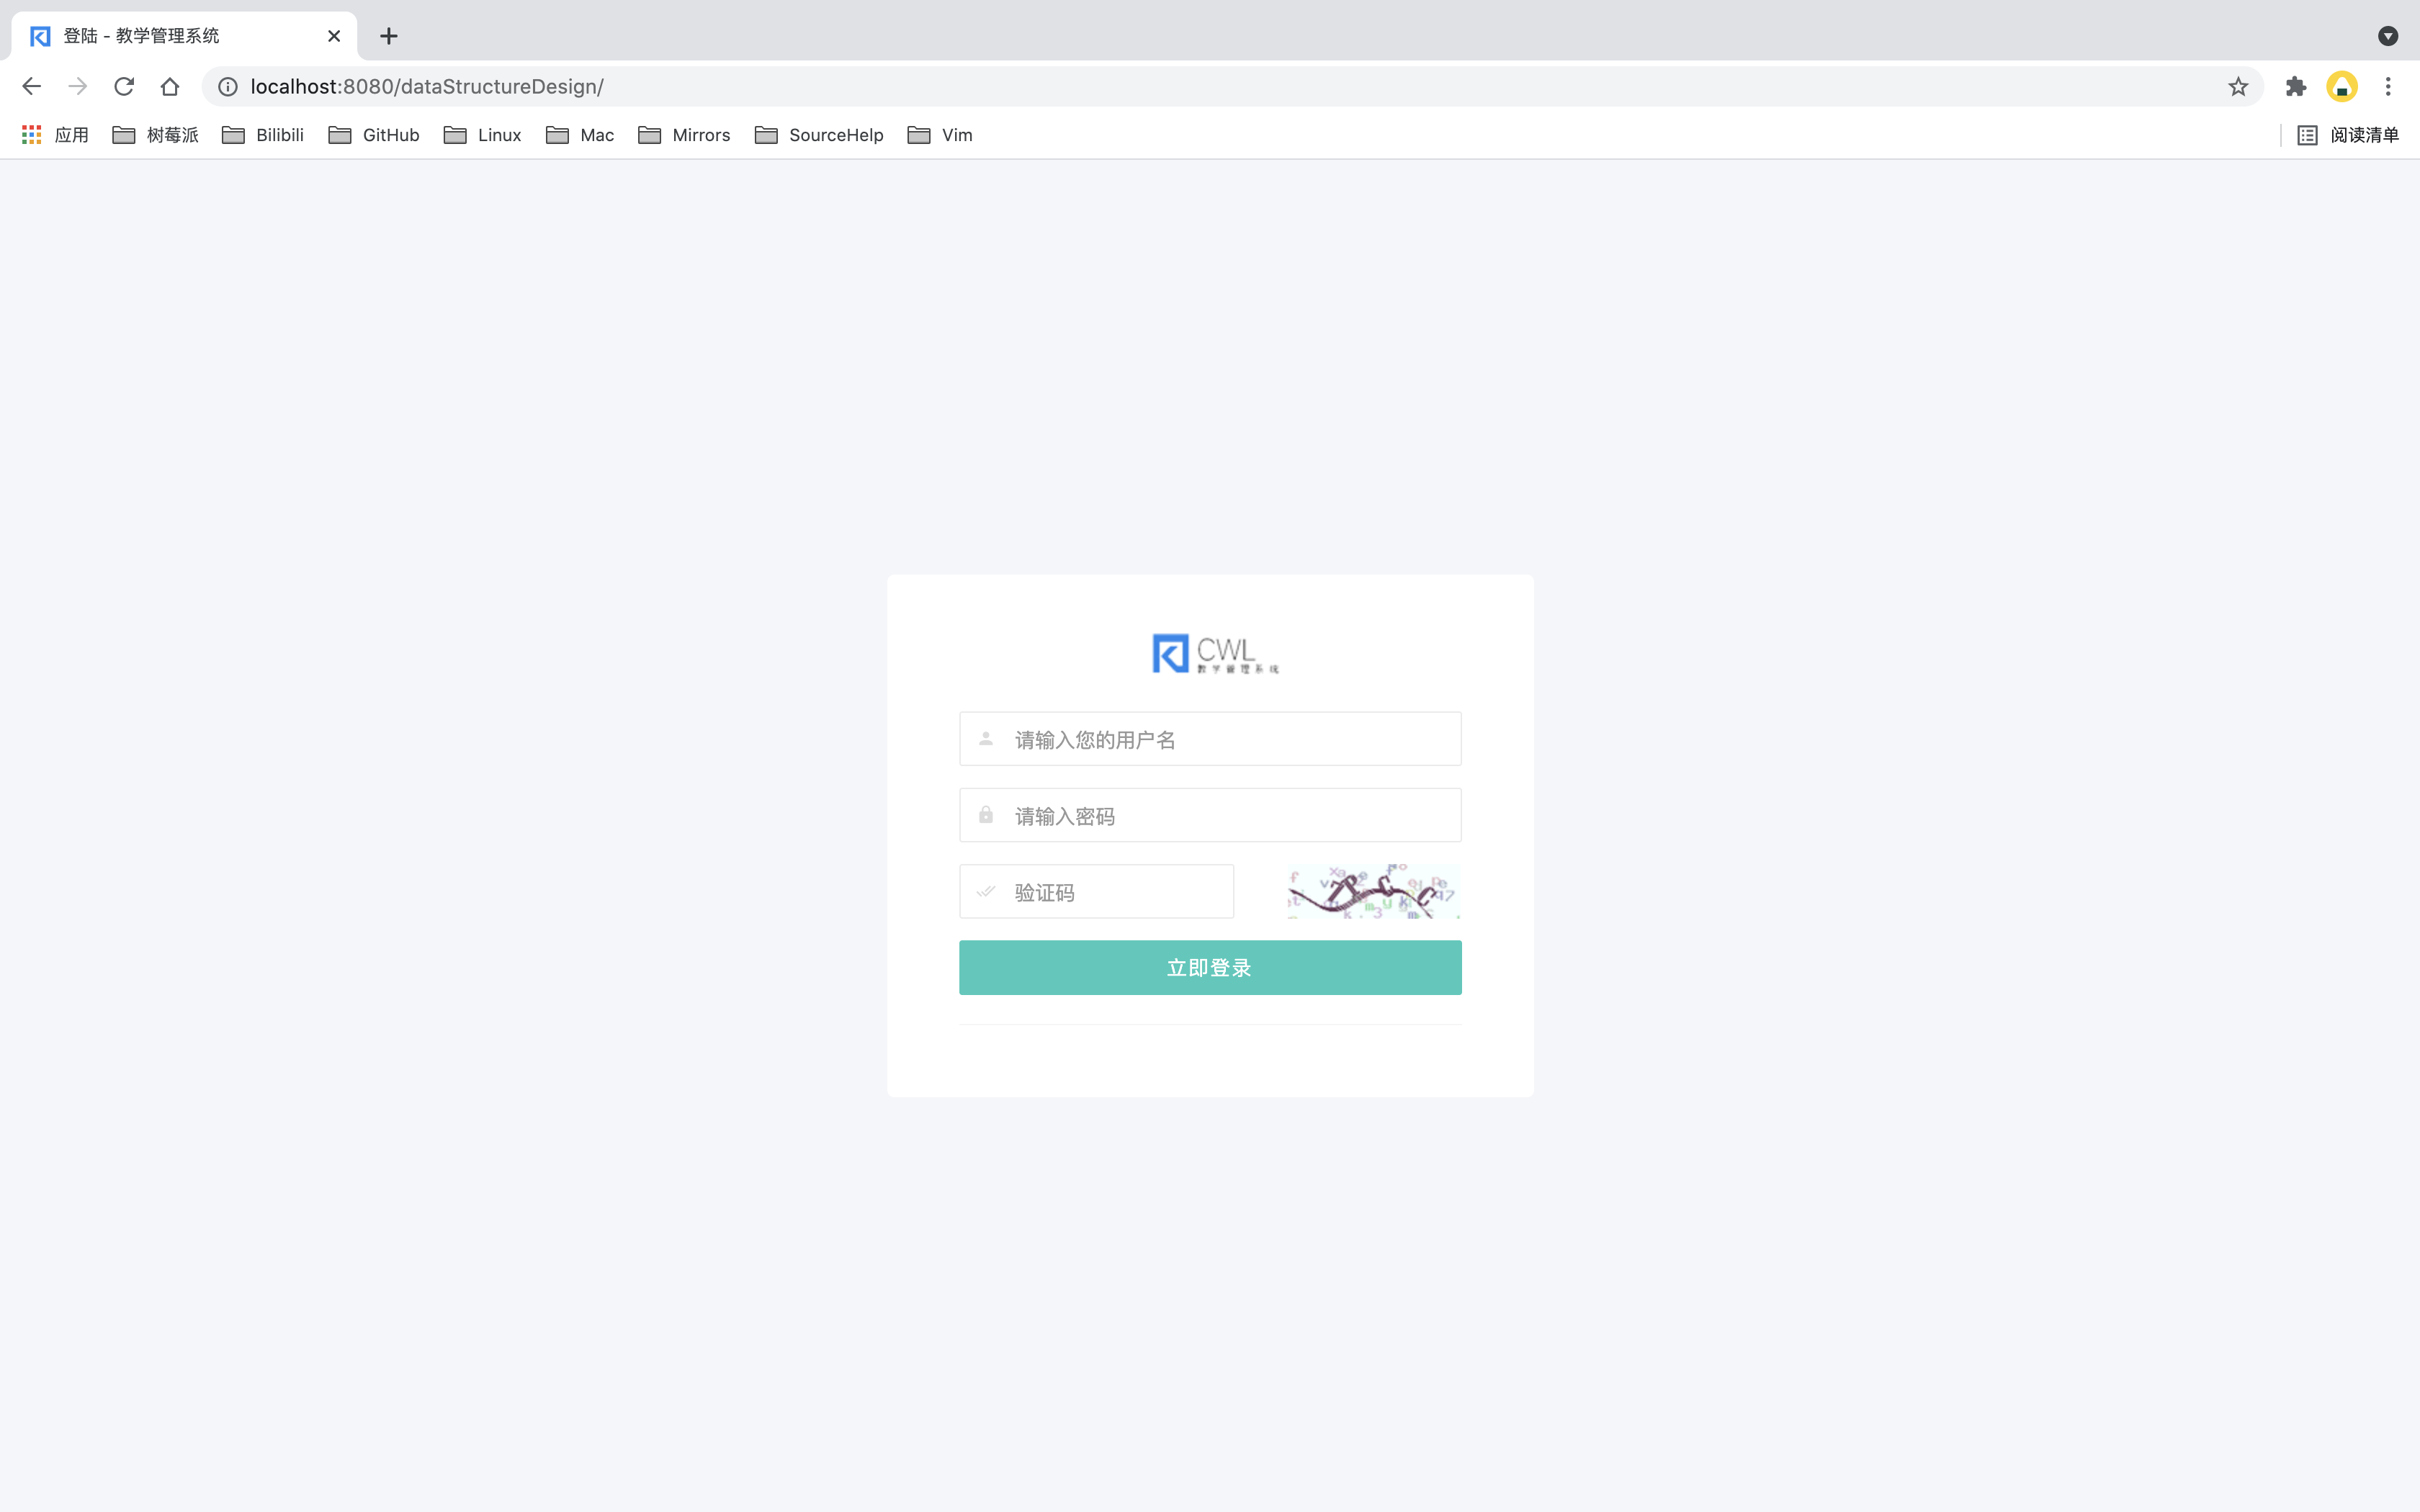 登陆 - 教学管理系统
localhost:8080/dataStructureDesign/
应用 树莓派 Bilibili GitHub Linux Mac Mirrors SourceHelp Vim 阅读清单
CWL
教学管理系统
请输入您的用户名
请输入密码
验证码
立即登录